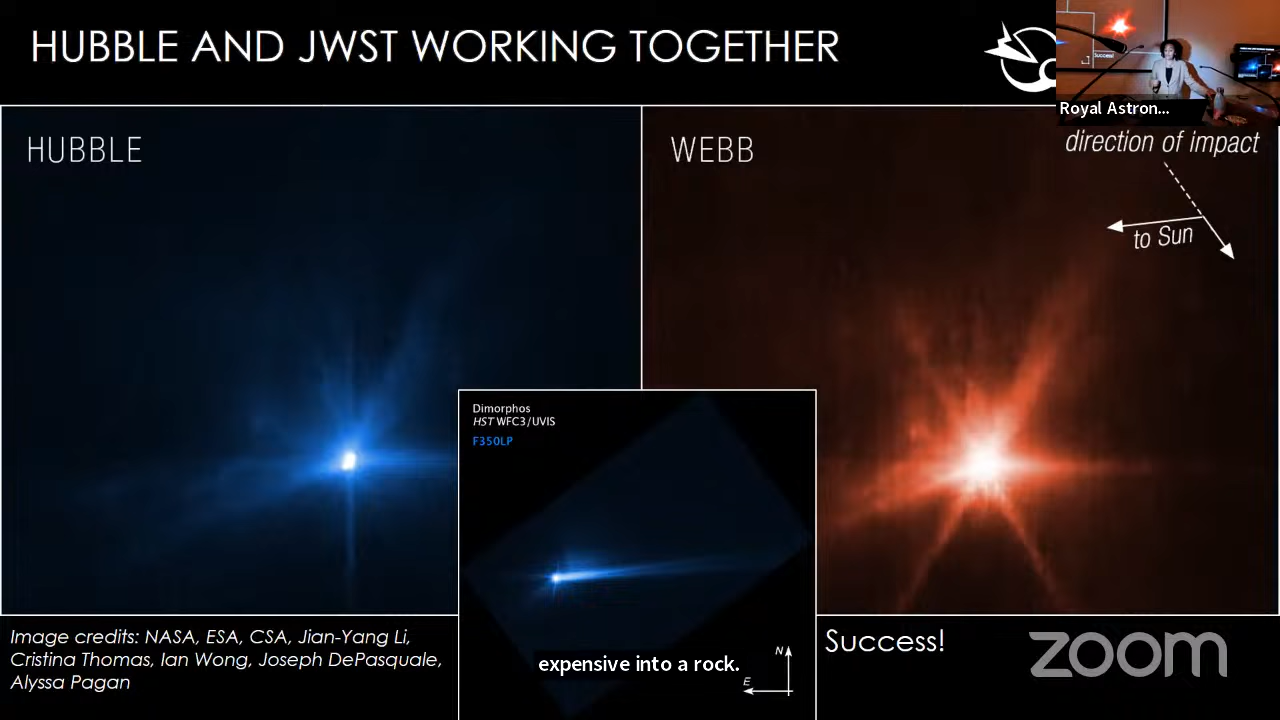 HUBBLE AND JWST WORKING TOGETHER
Royal Astron...
HUBBLE
WEBB
direction of impact
to Sun
Dimorphos
HST WFC3/UVIS
F350LP
N
E
expensive into a rock.
Image credits: NASA, ESA, CSA, Jian-Yang Li,
Cristina Thomas, Ian Wong, Joseph DePasquale,
Alyssa Pagan
Success!
zoom